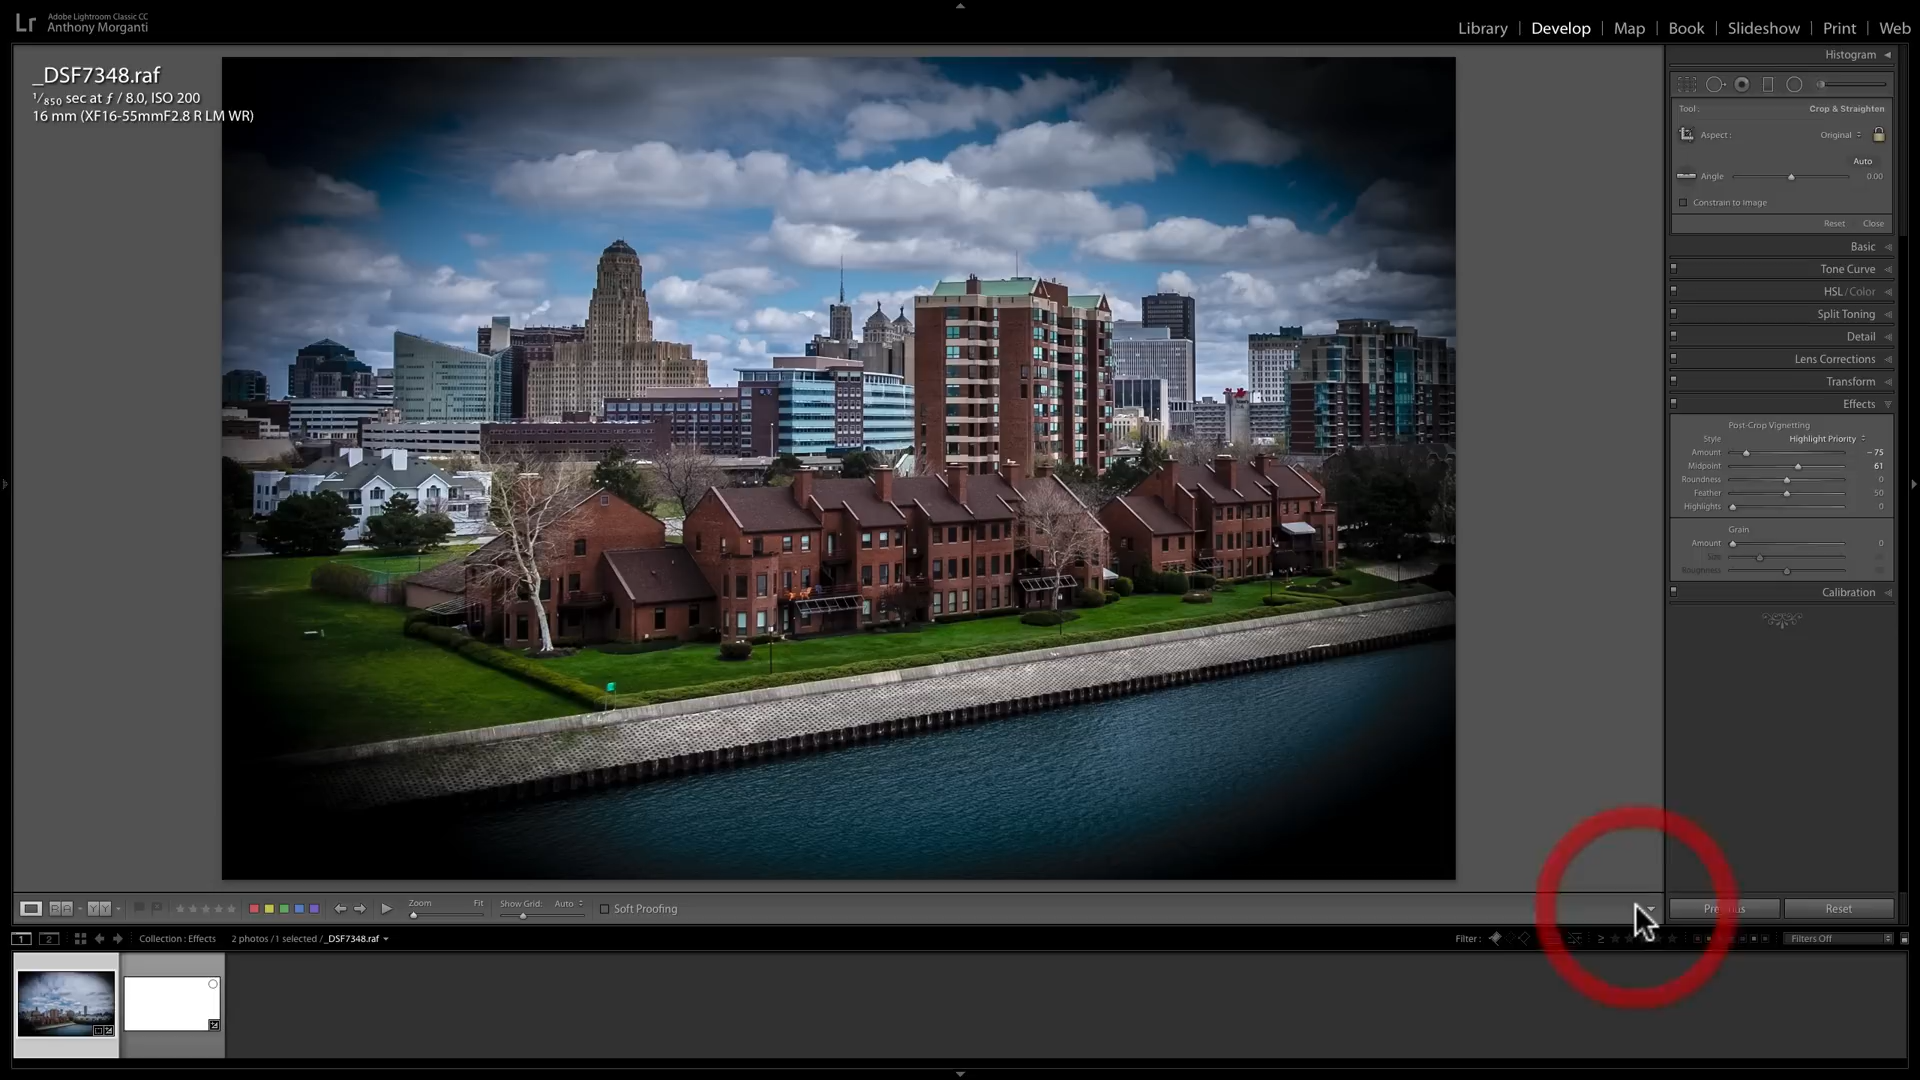 Lr
Adobe Lightroom Classic CC
Anthony Morganti
Library | Develop | Map | Book | Slideshow | Print | Web
_DSF7348.raf
1/850 sec at ƒ / 8.0, ISO 200
16 mm (XF16-55mmF2.8 R LM WR)
Histogram
Tool : Crop & Straighten
Aspect : Original
Auto
Angle 0.00
Constrain to Image
Reset Close
Basic
Tone Curve
HSL / Color
Split Toning
Detail
Lens Corrections
Transform
Effects
Post-Crop Vignetting
Style Highlight Priority
Amount − 75
Midpoint 61
Roundness 0
Feather 50
Highlights 0
Grain
Amount 0
Size
Roughness
Calibration
Zoom Fit Show Grid: Auto Soft Proofing
Reset
1 2 Collection : Effects 2 photos / 1 selected / _DSF7348.raf Filter : Filters Off